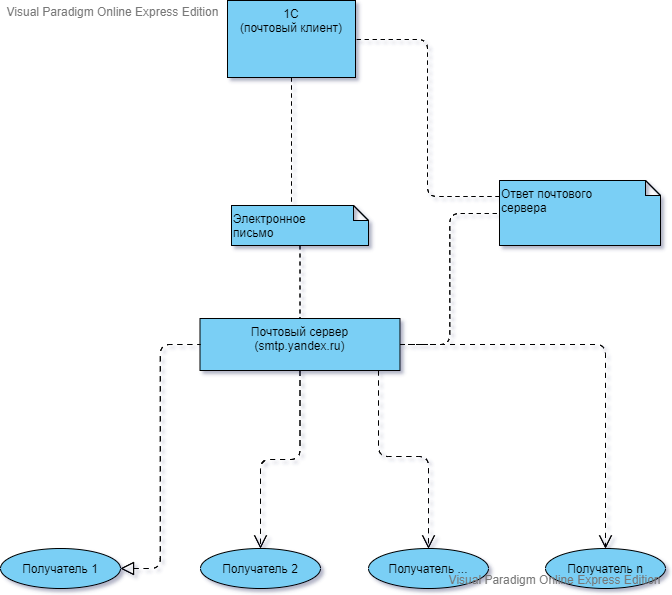 Visual Paradigm Online Express Edition
1С
(почтовый клиент)
Ответ почтового
сервера
Электронное
письмо
Почтовый сервер
(smtp.yandex.ru)
Получатель 1
Получатель 2
Получатель ...
Получатель n
Visual Paradigm Online Express Edition